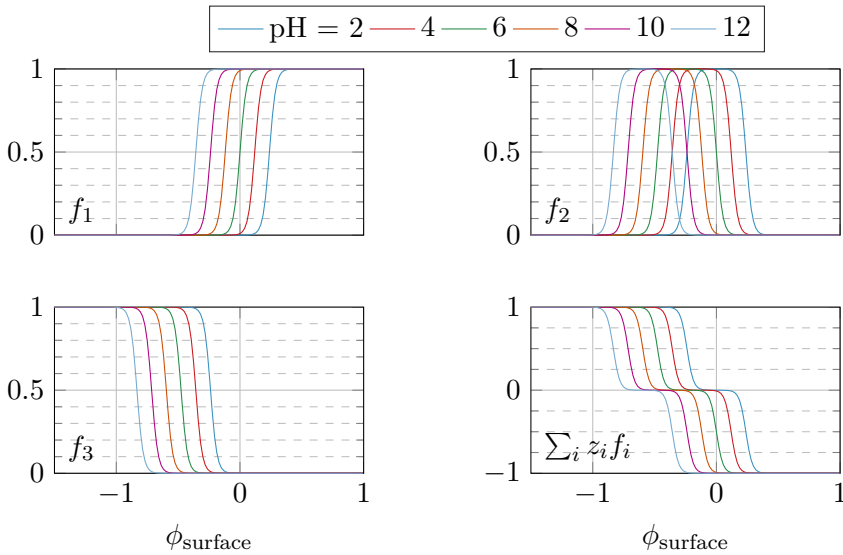 pH = 2 4 6 8 10 12
1 0.5 0 f₁
1 0.5 0 f₂
1 0.5 0 f₃
−1 0 1
ϕsurface
1 0 −1 ∑ᵢ zᵢfᵢ
−1 0 1
ϕsurface